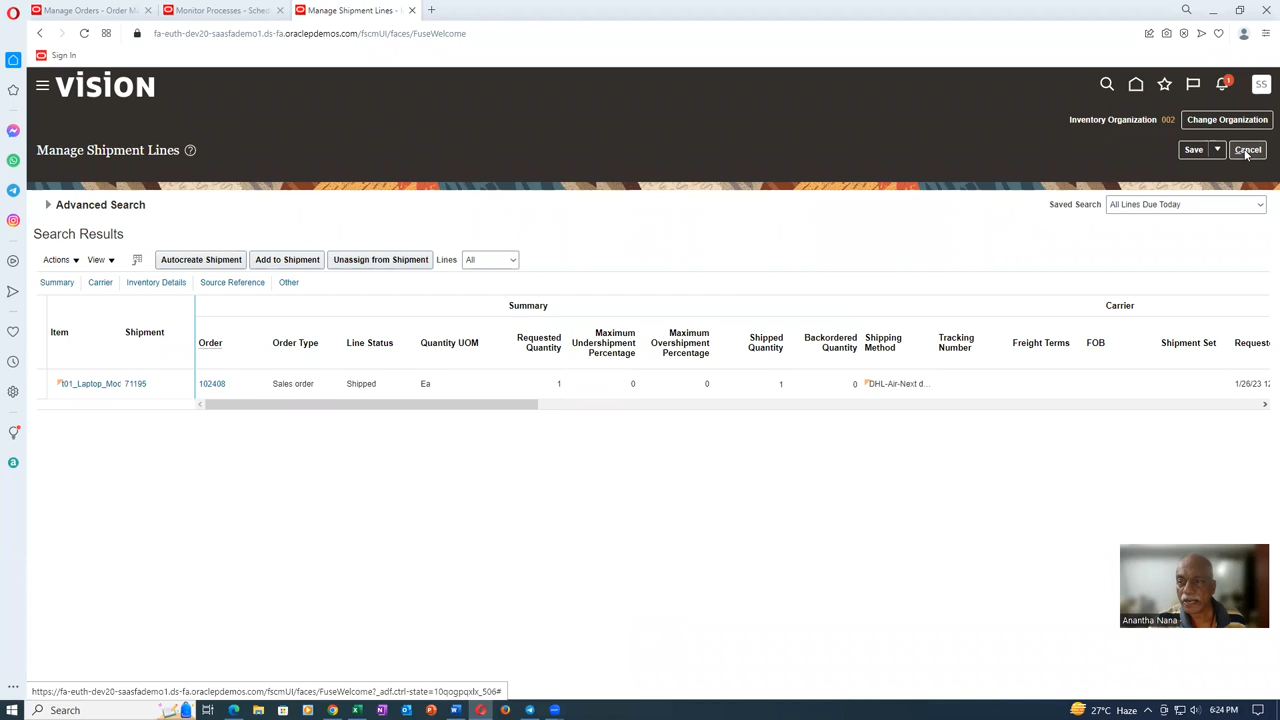 Manage Orders - Order Ma
Monitor Processes - Sched
Manage Shipment Lines -
fa-euth-dev20-saasfademo1.ds-fa.oraclepdemos.com/fscmUI/faces/FuseWelcome
Sign In
VISION
1
SS
Inventory Organization 002 Change Organization
Manage Shipment Lines
Save Cancel
Advanced Search
Saved Search All Lines Due Today
Search Results
Actions View Autocreate Shipment Add to Shipment Unassign from Shipment Lines All
Summary Carrier Inventory Details Source Reference Other
Summary Carrier
Item Shipment Order Order Type Line Status Quantity UOM Requested Quantity Maximum Undershipment Percentage Maximum Overshipment Percentage Shipped Quantity Backordered Quantity Shipping Method Tracking Number Freight Terms FOB Shipment Set Requeste
t01_Laptop_Moc 71195 102408 Sales order Shipped Ea 1 0 0 1 0 DHL-Air-Next d... 1/26/23 12
Anantha Nana
https://fa-euth-dev20-saasfademo1.ds-fa.oraclepdemos.com/fscmUI/faces/FuseWelcome?_adf.ctrl-state=10qogpqxlx_506#
Search
27°C Haze
6:24 PM